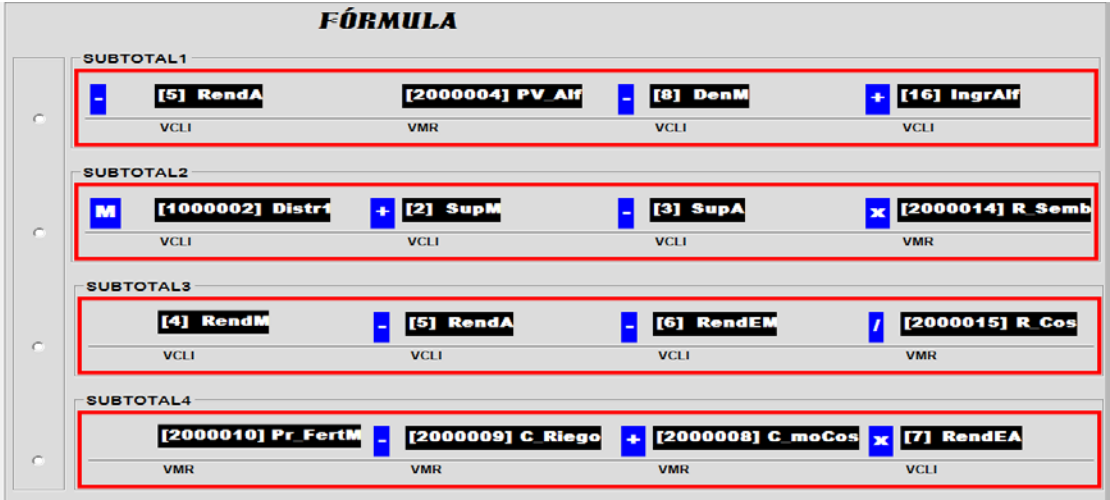 FÓRMULA
SUBTOTAL1
- [5] RendA [2000004] PV_Alf - [8] DenM + [16] IngrAlf
VCLI VMR VCLI VCLI
SUBTOTAL2
M [1000002] Distr1 + [2] SupM - [3] SupA x [2000014] R_Semb
VCLI VCLI VCLI VMR
SUBTOTAL3
[4] RendM - [5] RendA - [6] RendEM / [2000015] R_Cos
VCLI VCLI VCLI VMR
SUBTOTAL4
[2000010] Pr_FertM - [2000009] C_Riego + [2000008] C_moCos x [7] RendEA
VMR VMR VMR VCLI